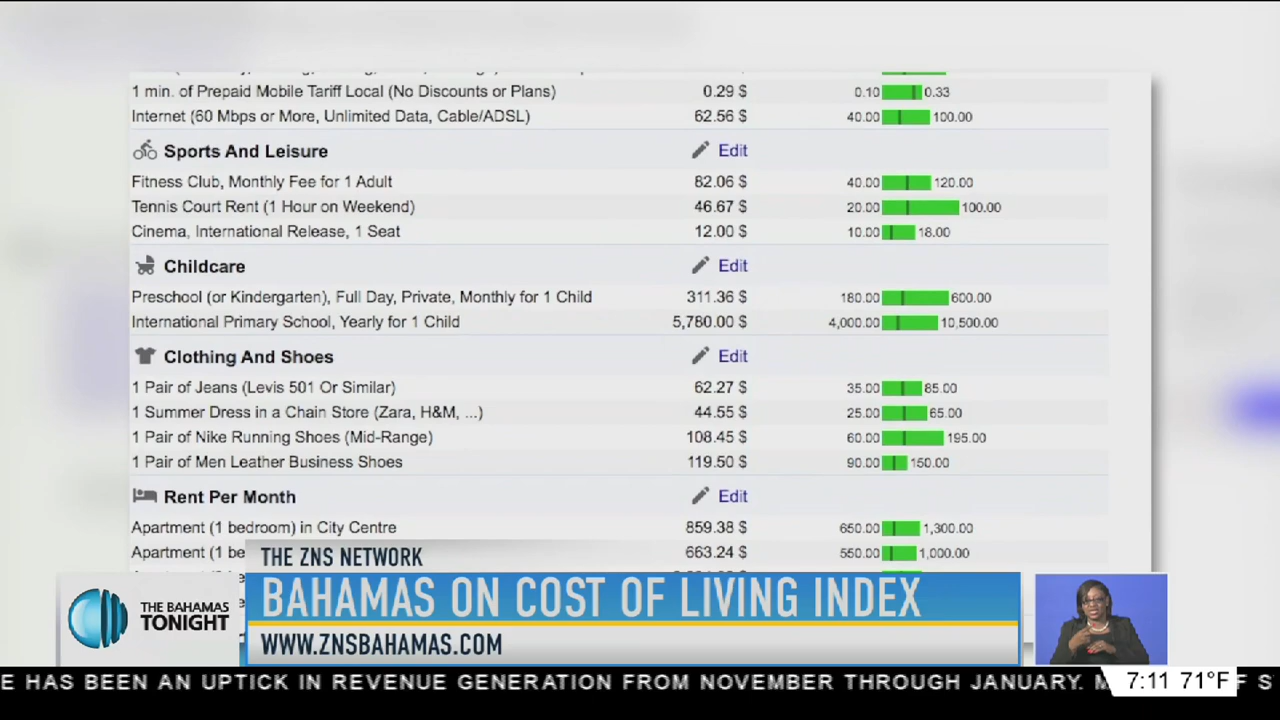 1 min. of Prepaid Mobile Tariff Local (No Discounts or Plans) 0.29 $ 0.10 0.33
Internet (60 Mbps or More, Unlimited Data, Cable/ADSL) 62.56 $ 40.00 100.00
Sports And Leisure Edit
Fitness Club, Monthly Fee for 1 Adult 82.06 $ 40.00 120.00
Tennis Court Rent (1 Hour on Weekend) 46.67 $ 20.00 100.00
Cinema, International Release, 1 Seat 12.00 $ 10.00 18.00
Childcare Edit
Preschool (or Kindergarten), Full Day, Private, Monthly for 1 Child 311.36 $ 180.00 600.00
International Primary School, Yearly for 1 Child 5,780.00 $ 4,000.00 10,500.00
Clothing And Shoes Edit
1 Pair of Jeans (Levis 501 Or Similar) 62.27 $ 35.00 85.00
1 Summer Dress in a Chain Store (Zara, H&M, ...) 44.55 $ 25.00 65.00
1 Pair of Nike Running Shoes (Mid-Range) 108.45 $ 60.00 195.00
1 Pair of Men Leather Business Shoes 119.50 $ 90.00 150.00
Rent Per Month Edit
Apartment (1 bedroom) in City Centre 859.38 $ 650.00 1,300.00
Apartment (1 be 663.24 $ 550.00 1,000.00
THE ZNS NETWORK
BAHAMAS ON COST OF LIVING INDEX
WWW.ZNSBAHAMAS.COM
THE BAHAMAS
TONIGHT
E HAS BEEN AN UPTICK IN REVENUE GENERATION FROM NOVEMBER THROUGH JANUARY. 7:11 71°F